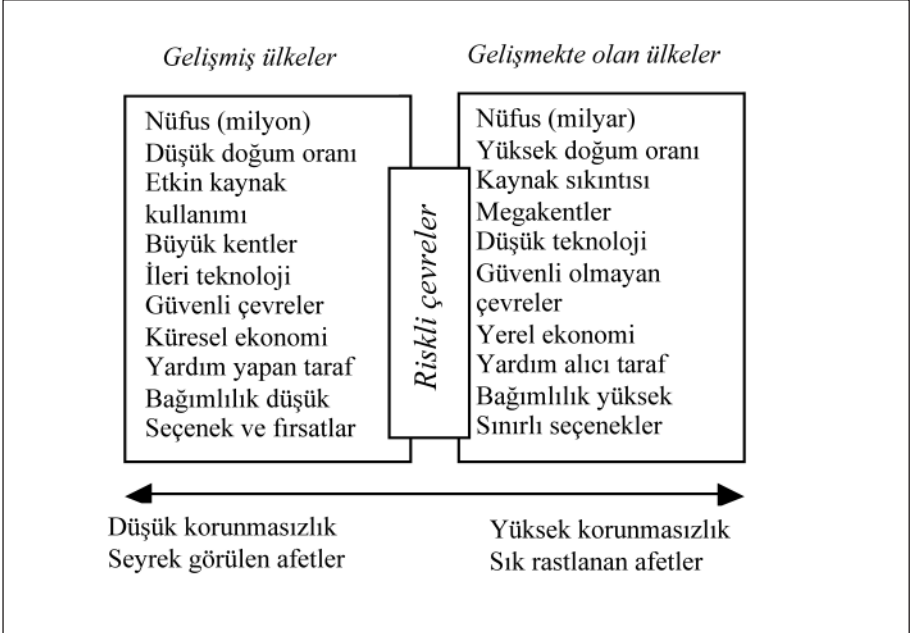 Gelişmiş ülkeler
Nüfus (milyon)
Düşük doğum oranı
Etkin kaynak
kullanımı
Büyük kentler
İleri teknoloji
Güvenli çevreler
Küresel ekonomi
Yardım yapan taraf
Bağımlılık düşük
Seçenek ve fırsatlar
Riskli çevreler
Gelişmekte olan ülkeler
Nüfus (milyar)
Yüksek doğum oranı
Kaynak sıkıntısı
Megakentler
Düşük teknoloji
Güvenli olmayan
çevreler
Yerel ekonomi
Yardım alıcı taraf
Bağımlılık yüksek
Sınırlı seçenekler
Düşük korunmasızlık
Seyrek görülen afetler
Yüksek korunmasızlık
Sık rastlanan afetler